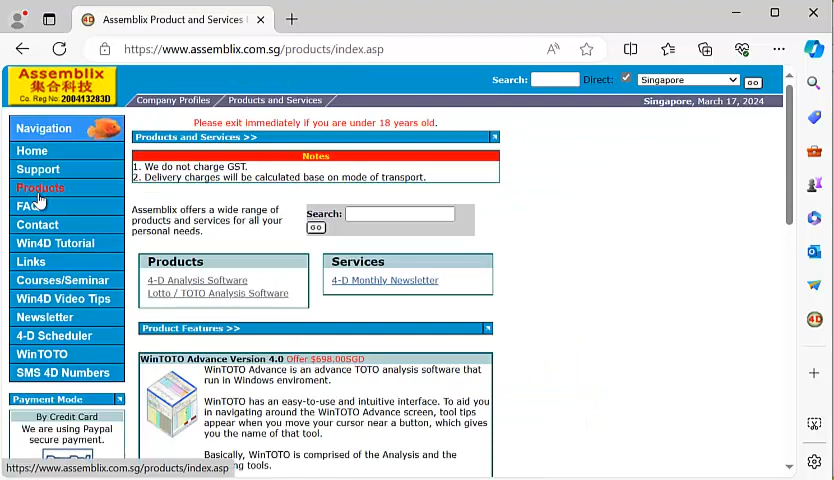 Assemblix Product and Services
https://www.assemblix.com.sg/products/index.asp
Assemblix
集合科技
Co. Reg No: 200413283D
Search:
Direct:
Singapore
GO
Company Profiles
Products and Services
Singapore, March 17, 2024
Navigation
Home
Support
Products
FAQ
Contact
Win4D Tutorial
Links
Courses/Seminar
Win4D Video Tips
Newsletter
4-D Scheduler
WinTOTO
SMS 4D Numbers
Payment Mode
By Credit Card
We are using Paypal
secure payment.
Please exit immediately if you are under 18 years old.
Products and Services >>
Notes
1. We do not charge GST.
2. Delivery charges will be calculated base on mode of transport.
Assemblix offers a wide range of
products and services for all your
personal needs.
Search:
GO
Products
4-D Analysis Software
Lotto / TOTO Analysis Software
Services
4-D Monthly Newsletter
Product Features >>
WinTOTO Advance Version 4.0 Offer $698,00SGD
WinTOTO Advance is an advance TOTO analysis software that
run in Windows enviroment.
WinTOTO has an easy-to-use and intuitive interface. To aid you
in navigating around the WinTOTO Advance screen, tool tips
appear when you move your cursor near a button, which gives
you the name of that tool.
Basically, WinTOTO is comprised of the Analysis and the
ng tools.
https://www.assemblix.com.sg/products/index.asp